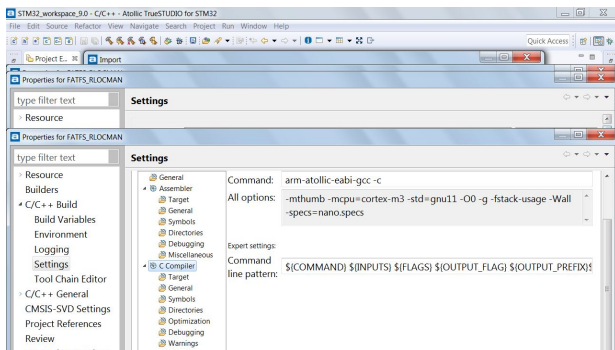 STM32_workspace_9.0 - C/C++ - Atollic TrueSTUDIO for STM32
File Edit Source Refactor View Navigate Search Project Run Window Help
Quick Access
Project E...
Import
Properties for FATFS_RLOCMAN
type filter text
Settings
Resource
Properties for FATFS_RLOCMAN
type filter text
Settings
Resource
Builders
C/C++ Build
Build Variables
Environment
Logging
Settings
Tool Chain Editor
C/C++ General
CMSIS-SVD Settings
Project References
Review
General
Assembler
Target
General
Symbols
Directories
Debugging
Miscellaneous
C Compiler
Target
General
Symbols
Directories
Optimization
Debugging
Warnings
Command: arm-atollic-eabi-gcc -c
All options: -mthumb -mcpu=cortex-m3 -std=gnu11 -O0 -g -fstack-usage -Wall
-specs=nano.specs
Expert settings:
Command
line pattern: ${COMMAND} ${INPUTS} ${FLAGS} ${OUTPUT_FLAG} ${OUTPUT_PREFIX}$